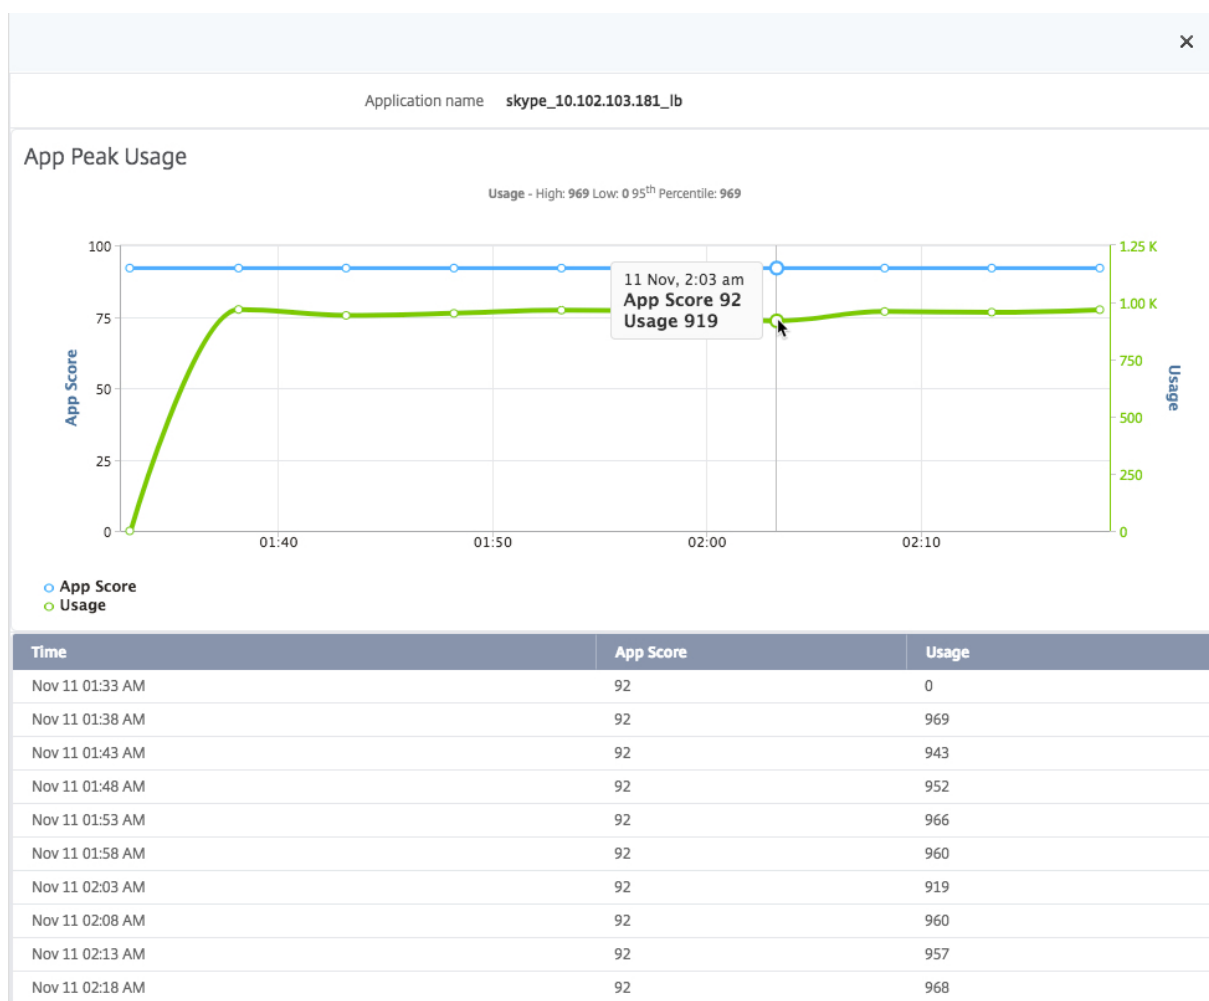 Application name skype_10.102.103.181_lb
App Peak Usage
Usage - High: 969 Low: 0 95th Percentile: 969
100 1.25 K
11 Nov, 2:03 am
App Score 92
Usage 919
1.00 K
75
750
App Score
Usage
50
500
25
250
0 0
01:40 01:50 02:00 02:10
App Score
Usage
Time App Score Usage
Nov 11 01:33 AM 92 0
Nov 11 01:38 AM 92 969
Nov 11 01:43 AM 92 943
Nov 11 01:48 AM 92 952
Nov 11 01:53 AM 92 966
Nov 11 01:58 AM 92 960
Nov 11 02:03 AM 92 919
Nov 11 02:08 AM 92 960
Nov 11 02:13 AM 92 957
Nov 11 02:18 AM 92 968